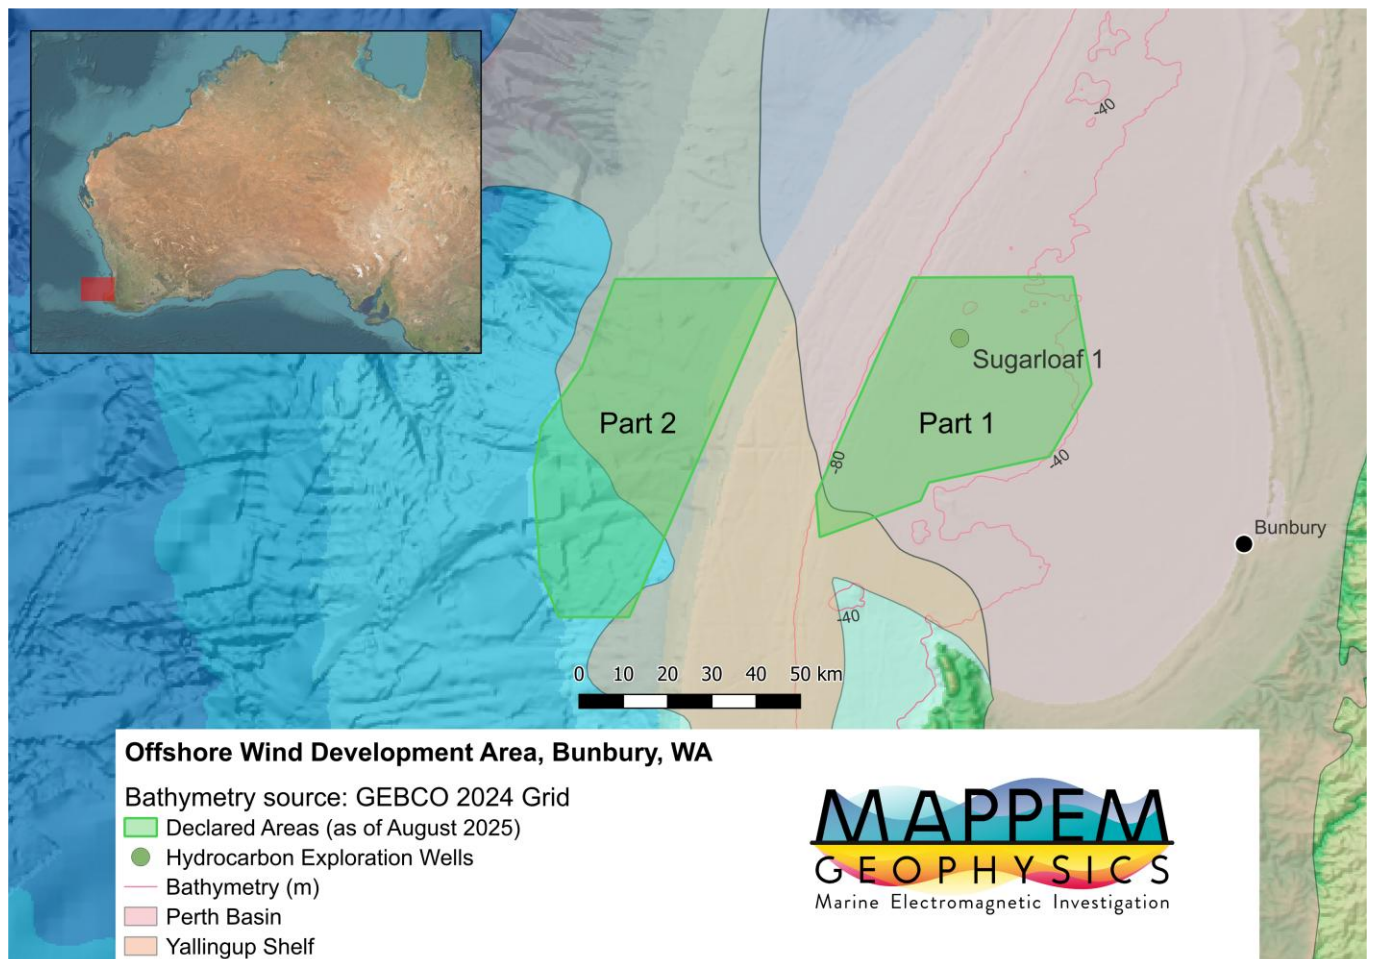 -40
Sugarloaf 1
Part 2
Part 1
-80
-40
Bunbury
-40
0 10 20 30 40 50 km
Offshore Wind Development Area, Bunbury, WA
Bathymetry source: GEBCO 2024 Grid
Declared Areas (as of August 2025)
Hydrocarbon Exploration Wells
Bathymetry (m)
Perth Basin
Yallingup Shelf
MAPPEM
GEOPHYSICS
Marine Electromagnetic Investigation